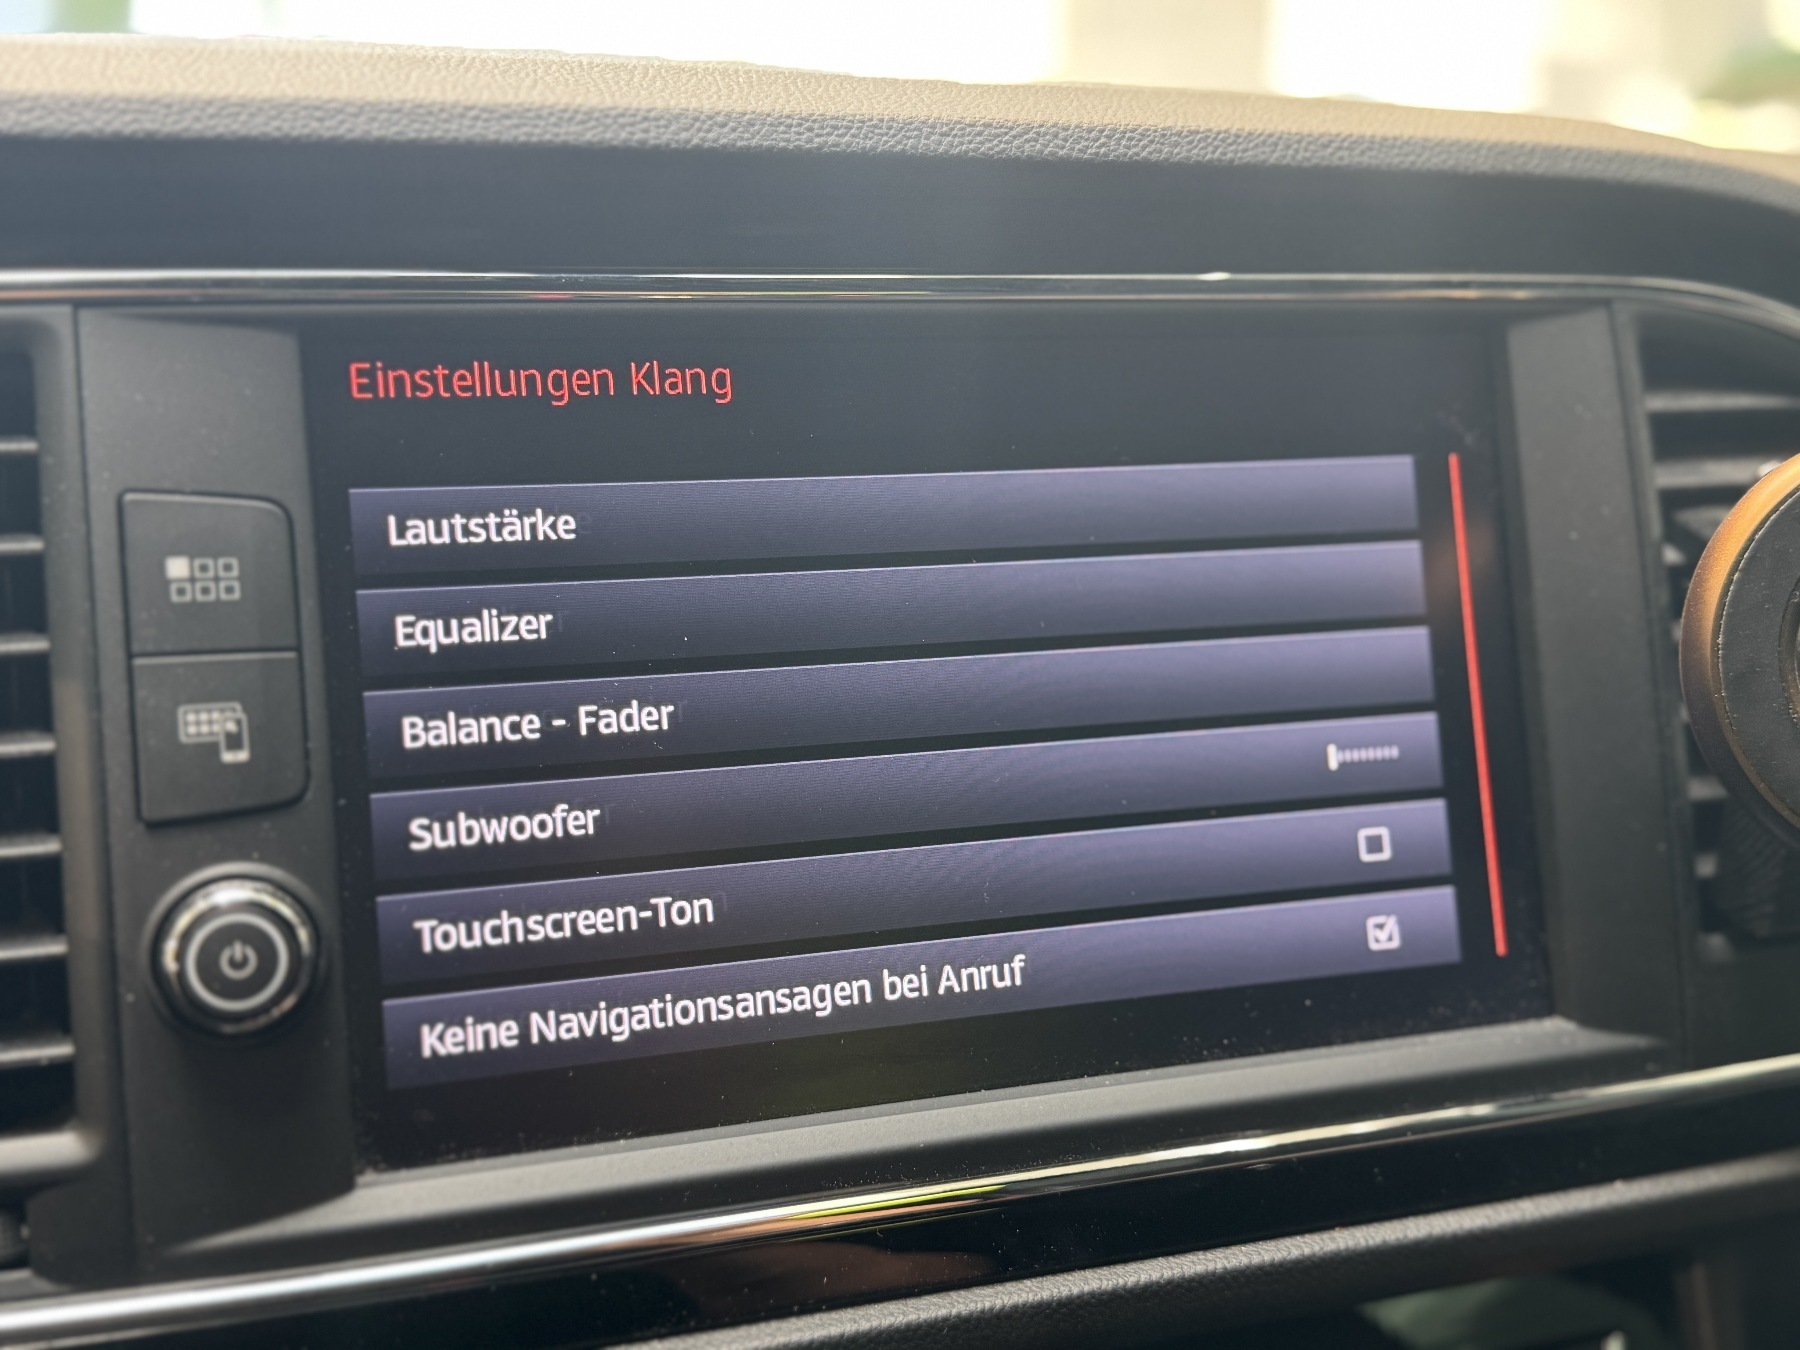 Einstellungen Klang
Lautstärke
Equalizer
Balance - Fader
Subwoofer
Touchscreen-Ton
Keine Navigationsansagen bei Anruf